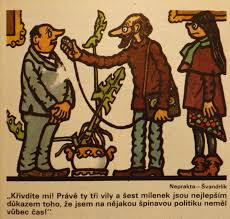 Neprakta—Švandrlík
„Křivdíte mi! Právě ty tři vily a šest milenek jsou nejlepším
důkazem toho, že jsem na nějakou špinavou politiku neměl
vůbec čas!"